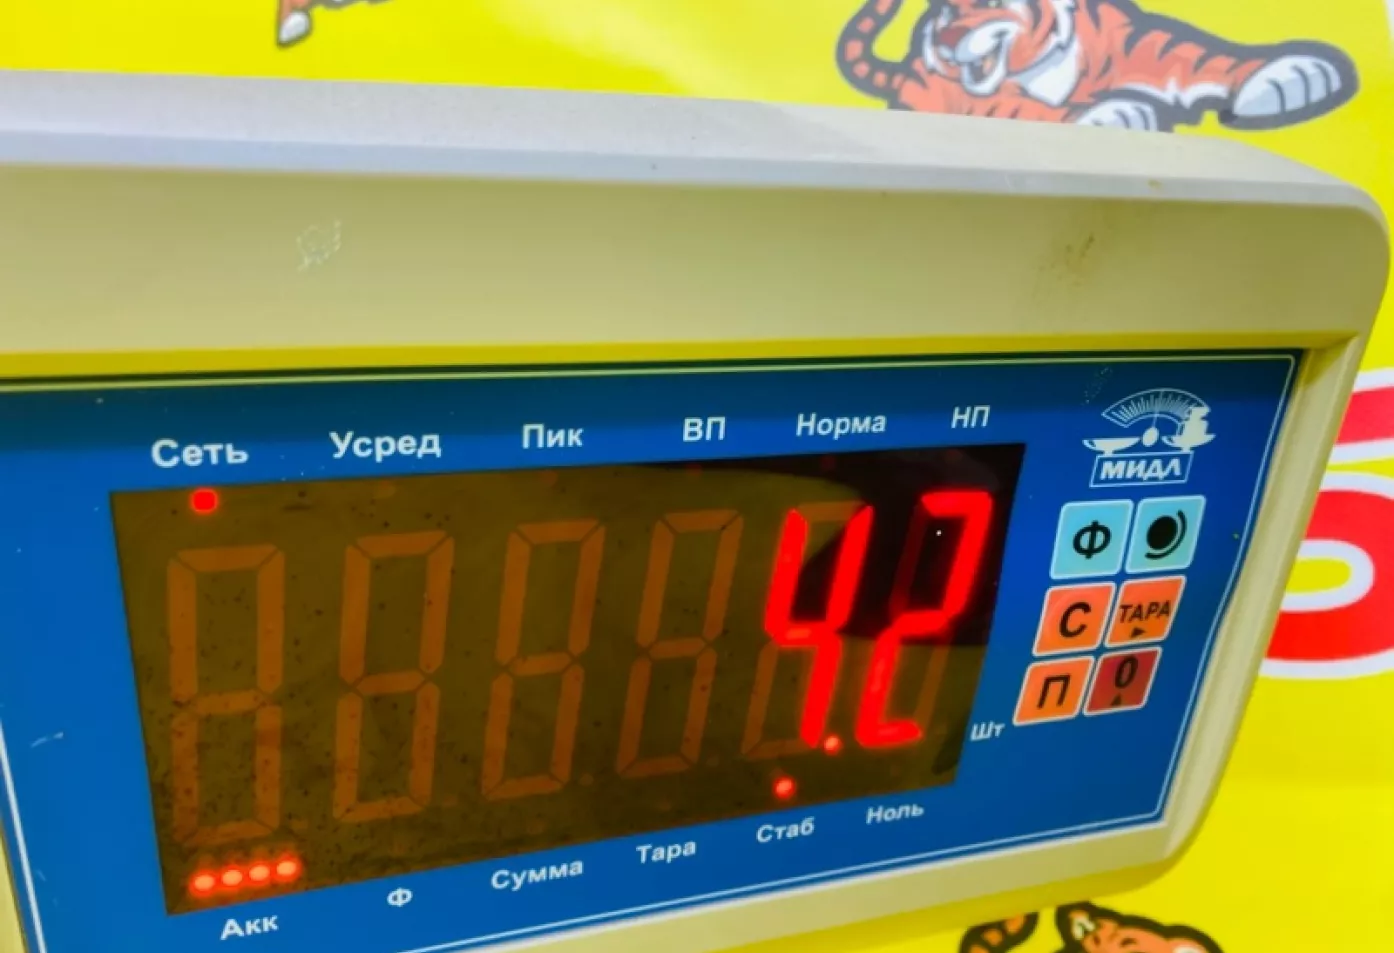 Сеть Усред Пик ВП Норма НП
МИДЛ
4.2
Ф
С ТАРА
П 0
Шт
Акк Ф Сумма Тара Стаб Ноль